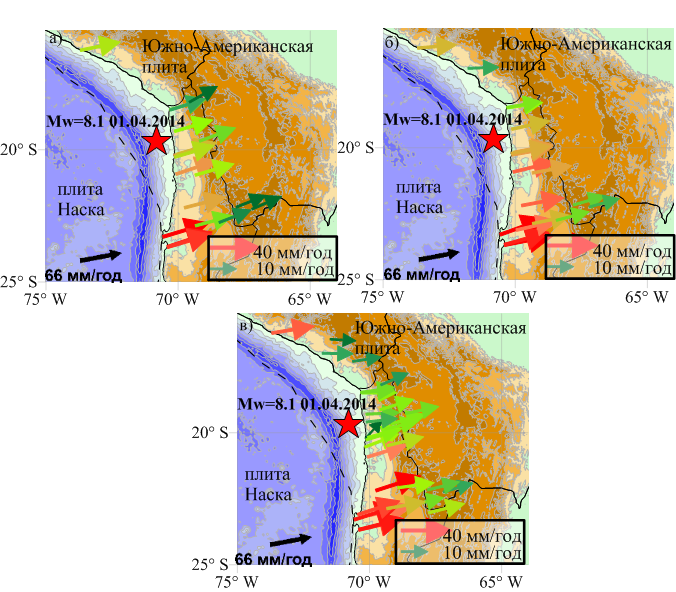 а)
Южно-Американская
плита
Mw=8.1 01.04.2014
20° S
плита
Наска
40 мм/год
10 мм/год
66 мм/год
25° S
75° W
70° W
65° W
б)
Южно-Американская
плита
Mw=8.1 01.04.2014
20° S
плита
Наска
40 мм/год
10 мм/год
66 мм/год
25° S
75° W
70° W
65° W
в)
Южно-Американская
плита
Mw=8.1 01.04.2014
20° S
плита
Наска
40 мм/год
10 мм/год
66 мм/год
25° S
75° W
70° W
65° W